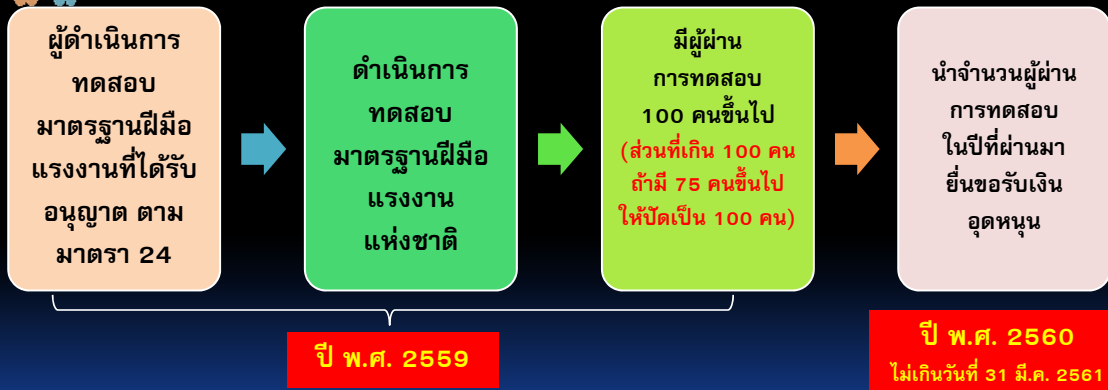 ผู้ดำเนินการ
ทดสอบ
มาตรฐานฝีมือ
แรงงานที่ได้รับ
อนุญาต ตาม
มาตรา 24
ดำเนินการ
ทดสอบ
มาตรฐานฝีมือ
แรงงาน
แห่งชาติ
มีผู้ผ่าน
การทดสอบ
100 คนขึ้นไป
(ส่วนที่เกิน 100 คน
ถ้ามี 75 คนขึ้นไป
ให้ปัดเป็น 100 คน)
นำจำนวนผู้ผ่าน
การทดสอบ
ในปีที่ผ่านมา
ยื่นขอรับเงิน
อุดหนุน
ปี พ.ศ. 2559
ปี พ.ศ. 2560
ไม่เกินวันที่ 31 มี.ค. 2561